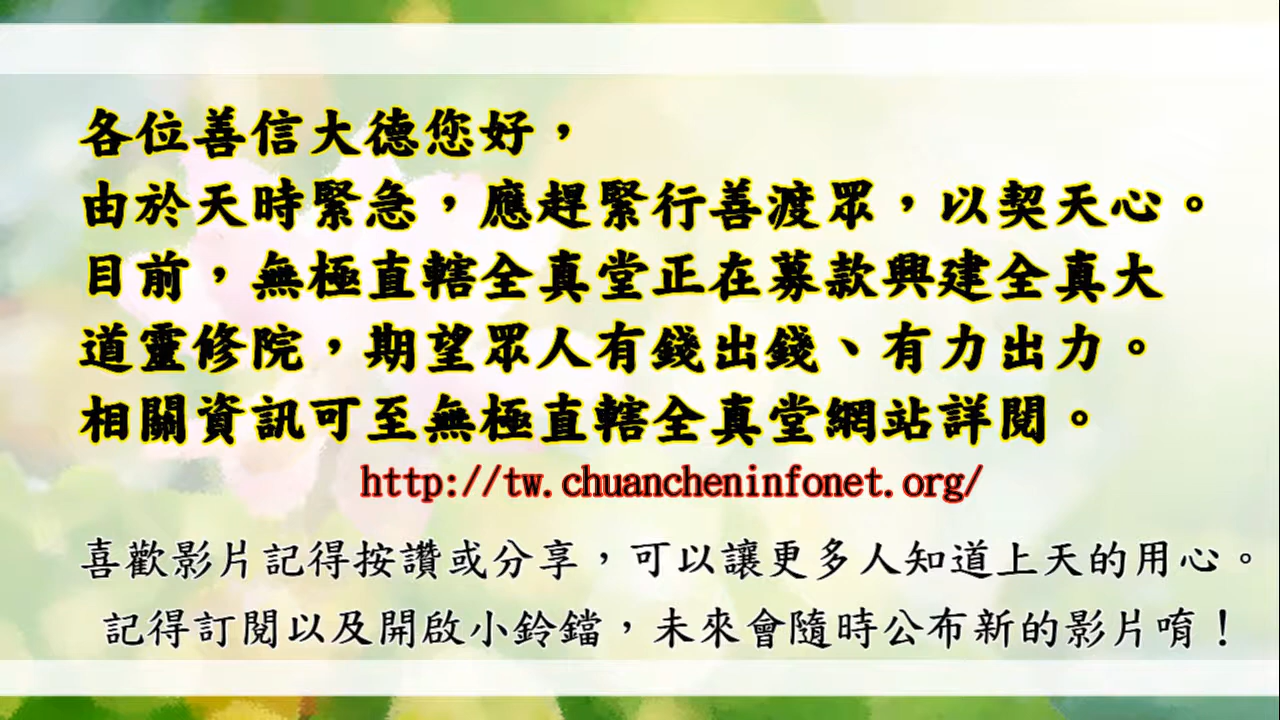 各位善信大德您好，
由於天時緊急，應趕緊行善渡眾，以契天心。
目前，無極直轄全真堂正在募款興建全真大
道靈修院，期望眾人有錢出錢、有力出力。
相關資訊可至無極直轄全真堂網站詳閱。
http://tw.chuancheninfonet.org/
喜歡影片記得按讚或分享，可以讓更多人知道上天的用心。
記得訂閱以及開啟小鈴鐺，未來會隨時公布新的影片唷！